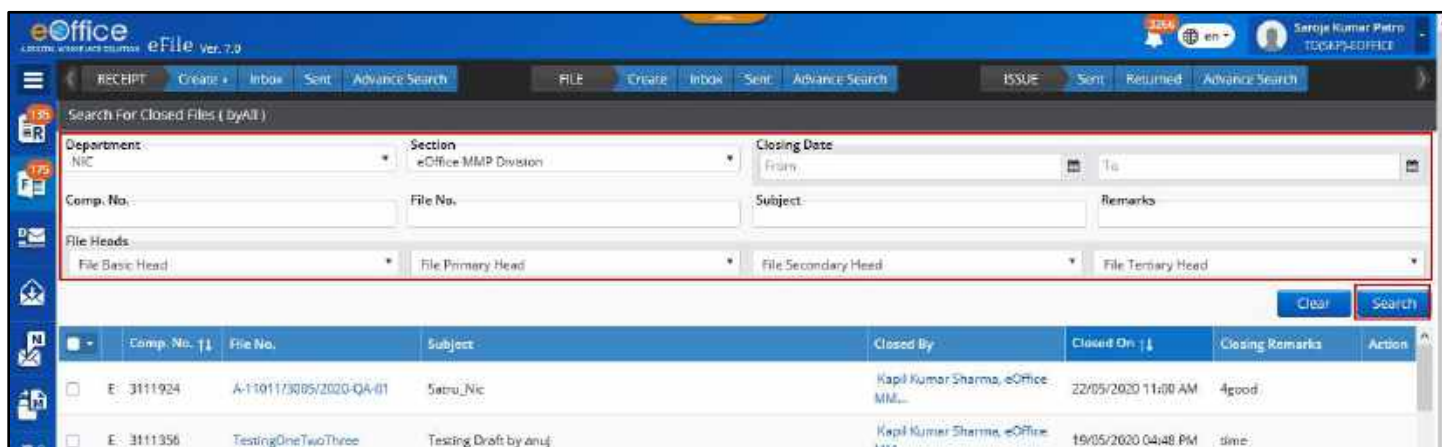 eOffice
eFile Ver. 7.0
3266
en
Saroje Kumar Patro
TD(SKP)-EOFFICE
RECEIPT Create Inbox Sent Advance Search FILE Create Inbox Sent Advance Search ISSUE Sent Returned Advance Search
135
R
Search For Closed Files ( byAll )
Department Section Closing Date
NIC eOffice MMP Division From To
175
F
Comp. No. File No. Subject Remarks
D
File Heads
File Basic Head File Primary Head File Secondary Head File Tertiary Head
Clear Search
N
Comp. No. File No. Subject Closed By Closed On Closing Remarks Action
E 3111924 A-11011/3085/2020-QA-01 Satru_Nic Kapil Kumar Sharma, eOffice MM... 22/05/2020 11:00 AM 4good
M
E 3111356 TestingOneTwoThree Testing Draft by anuj Kapil Kumar Sharma, eOffice 19/05/2020 04:48 PM time